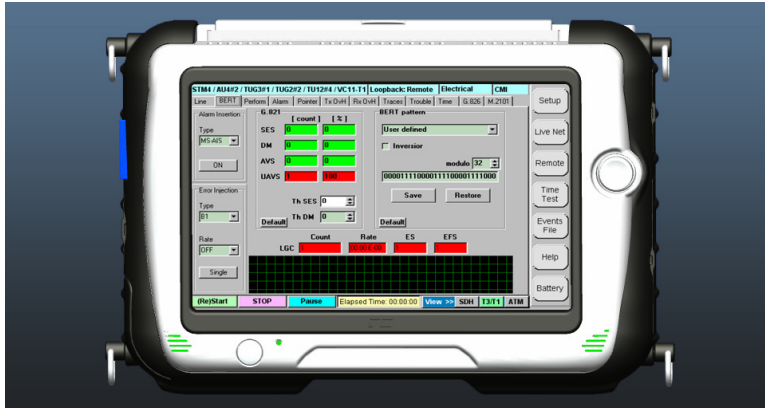 STM4 / AU4#2 / TUG3#1 / TUG2#2 / TU12#4 / VC11-T1 Loopback: Remote Electrical CMI
Line BERT Perform Alarm Pointer Tx OvH Rx OvH Traces Trouble Time G.826 M.2101
Setup
Live Net
Remote
Time
Test
Events
File
Help
Battery
Alarm Insertion
Type
MS-AIS
ON
Error Injection
Type
B1
Rate
OFF
Single
G.821
[ count ] [ % ]
SES 0 0
DM 0 0
AVS 0 0
UAVS 1 100
Th SES 0
Th DM 0
Default
BERT pattern
User defined
Inversior
modulo 32
00001111000011110000111100
Save Restore
Default
Count Rate ES EFS
LGC
(Re)Start STOP Pause Elapsed Time: 00:00:00 View >> SDH T3/T1 ATM